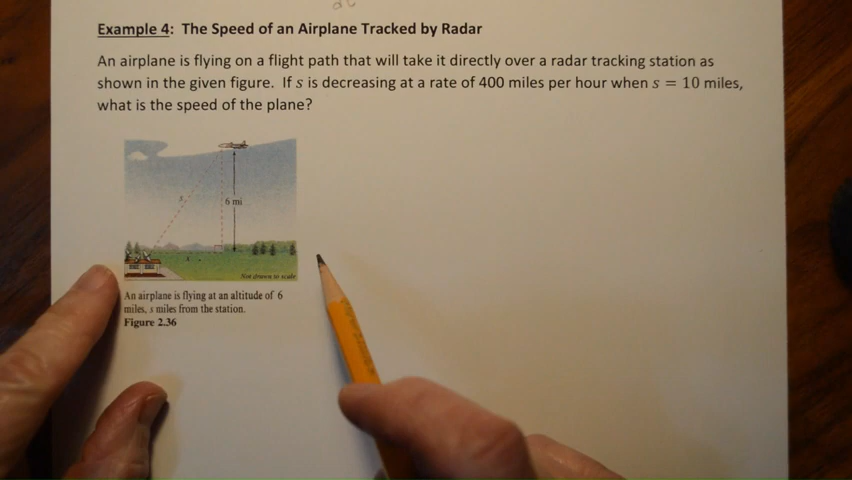 Example 4: The Speed of an Airplane Tracked by Radar
An airplane is flying on a flight path that will take it directly over a radar tracking station as
shown in the given figure. If s is decreasing at a rate of 400 miles per hour when s = 10 miles,
what is the speed of the plane?
s
6 mi
Not drawn to scale
An airplane is flying at an altitude of 6
miles, s miles from the station.
Figure 2.36